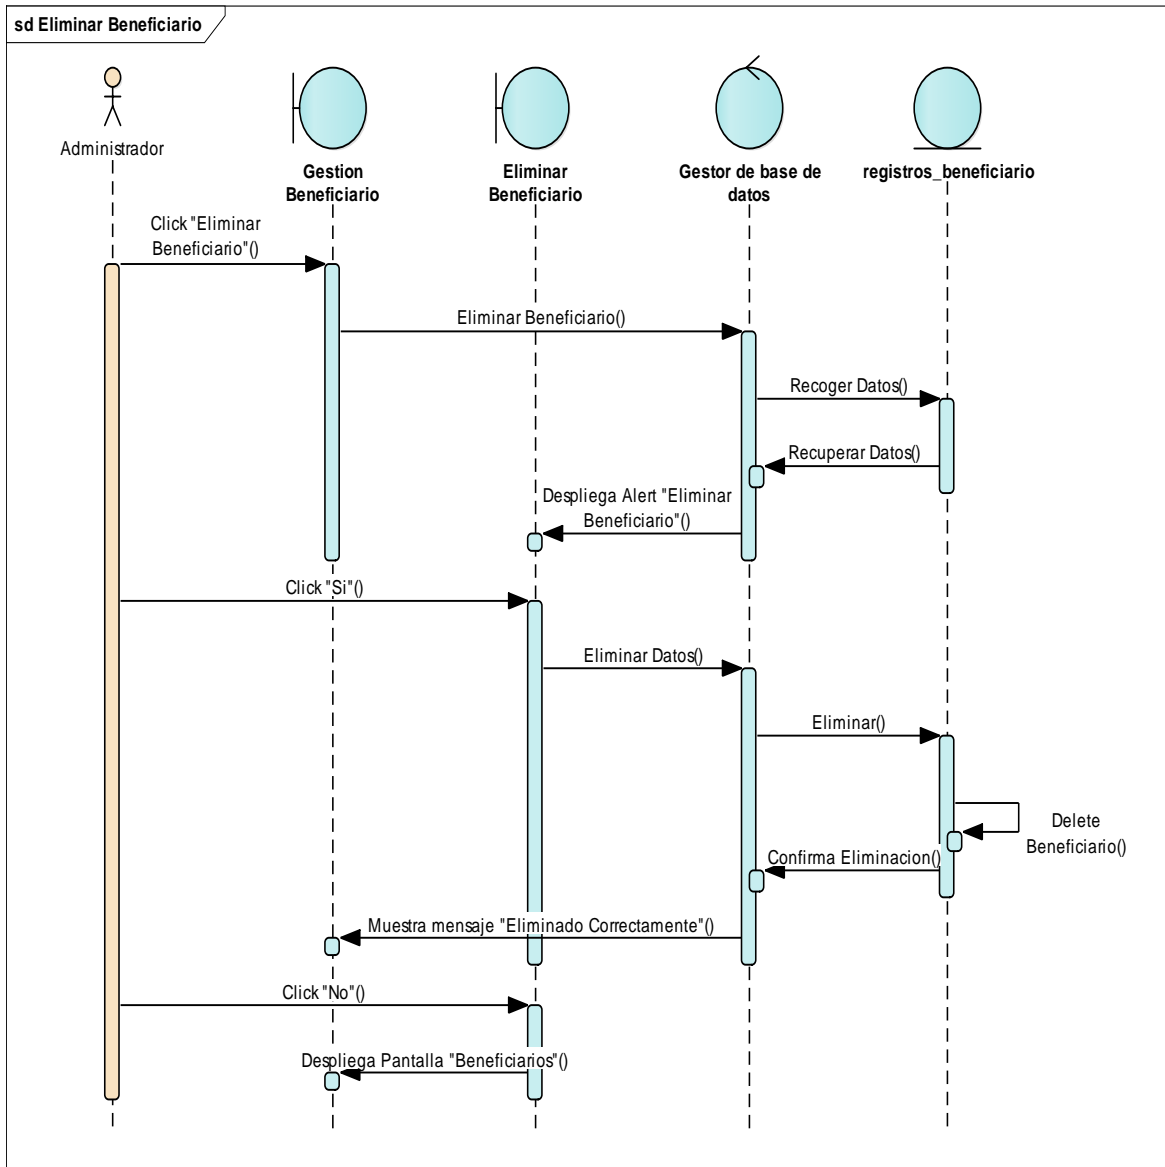 sd Eliminar Beneficiario
Administrador
Gestion
Beneficiario
Eliminar
Beneficiario
Gestor de base de
datos
registros_beneficiario
Click "Eliminar
Beneficiario"()
Eliminar Beneficiario()
Recoger Datos()
Recuperar Datos()
Despliega Alert "Eliminar
Beneficiario"()
Click "Si"()
Eliminar Datos()
Eliminar()
Delete
Beneficiario()
Confirma Eliminacion()
Muestra mensaje "Eliminado Correctamente"()
Click "No"()
Despliega Pantalla "Beneficiarios"()